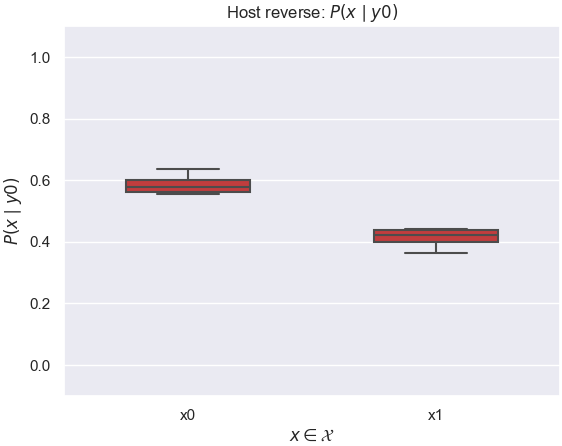 Host reverse: P(x | y0)
P(x | y0)
1.0
0.8
0.6
0.4
0.2
0.0
x0 x1
x ∈ 𝒳